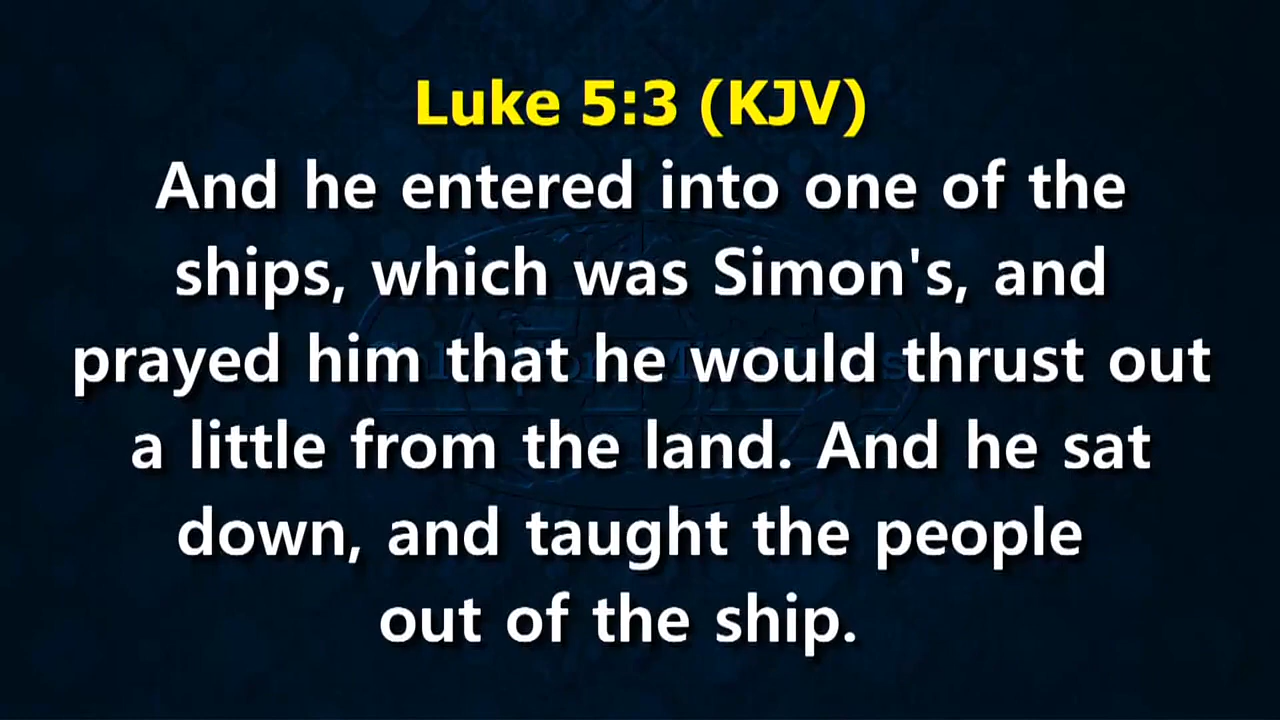 Luke 5:3 (KJV)
And he entered into one of the
ships, which was Simon's, and
prayed him that he would thrust out
a little from the land. And he sat
down, and taught the people
out of the ship.